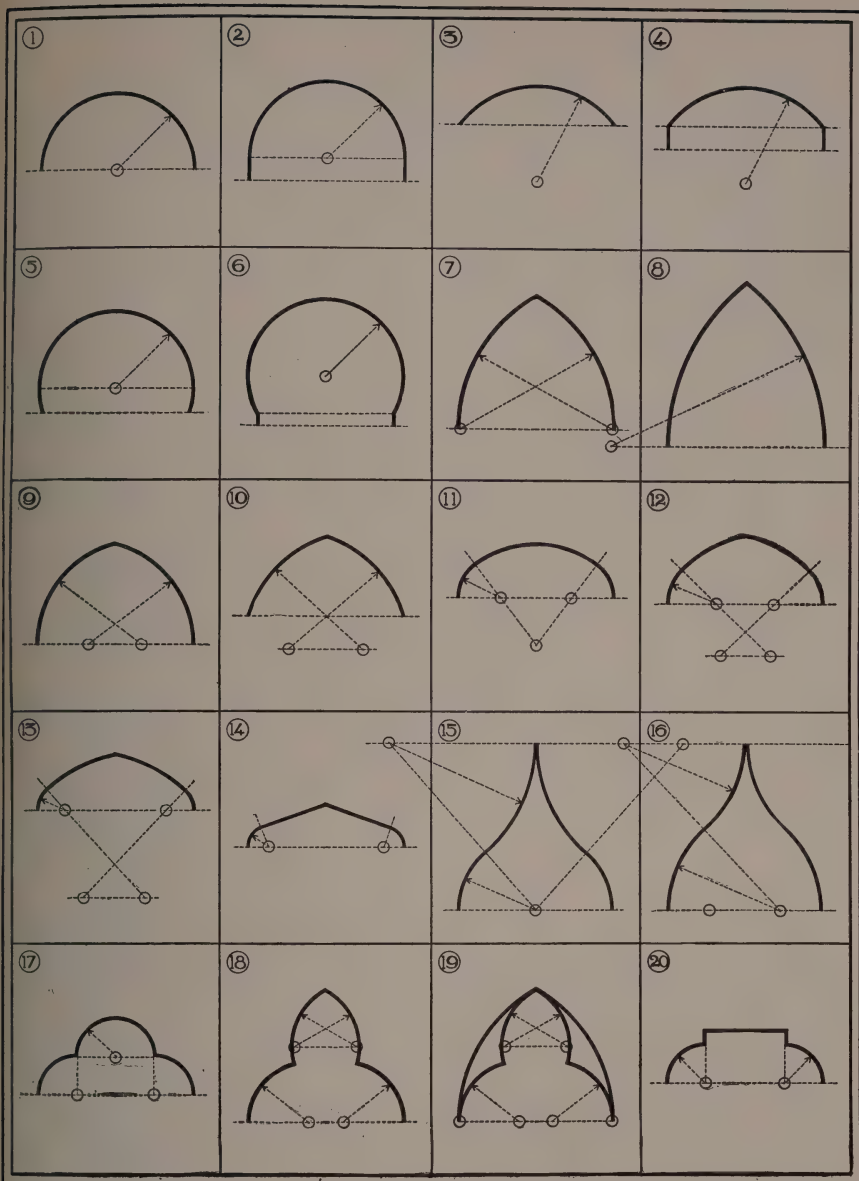 ① ② ③ ④
⑤ ⑥ ⑦ ⑧
⑨ ⑩ ⑪ ⑫
⑬ ⑭ ⑮ ⑯
⑰ ⑱ ⑲ ⑳